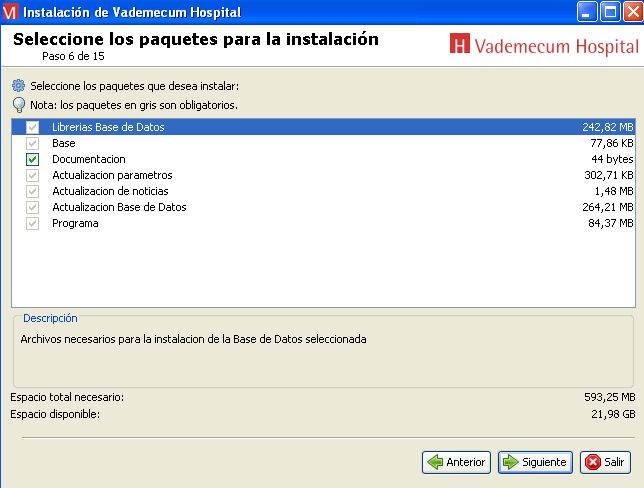 Instalación de Vademecum Hospital
Seleccione los paquetes para la instalación
Paso 6 de 15
H Vademecum Hospital
Seleccione los paquetes que desea instalar:
Nota: los paquetes en gris son obligatorios.
Librerias Base de Datos 242,82 MB
Base 77,86 KB
Documentacion 44 bytes
Actualizacion parametros 302,71 KB
Actualizacion de noticias 1,48 MB
Actualizacion Base de Datos 264,21 MB
Programa 84,37 MB
Descripción
Archivos necesarios para la instalacion de la Base de Datos seleccionada
Espacio total necesario: 593,25 MB
Espacio disponible: 21,98 GB
Anterior Siguiente Salir